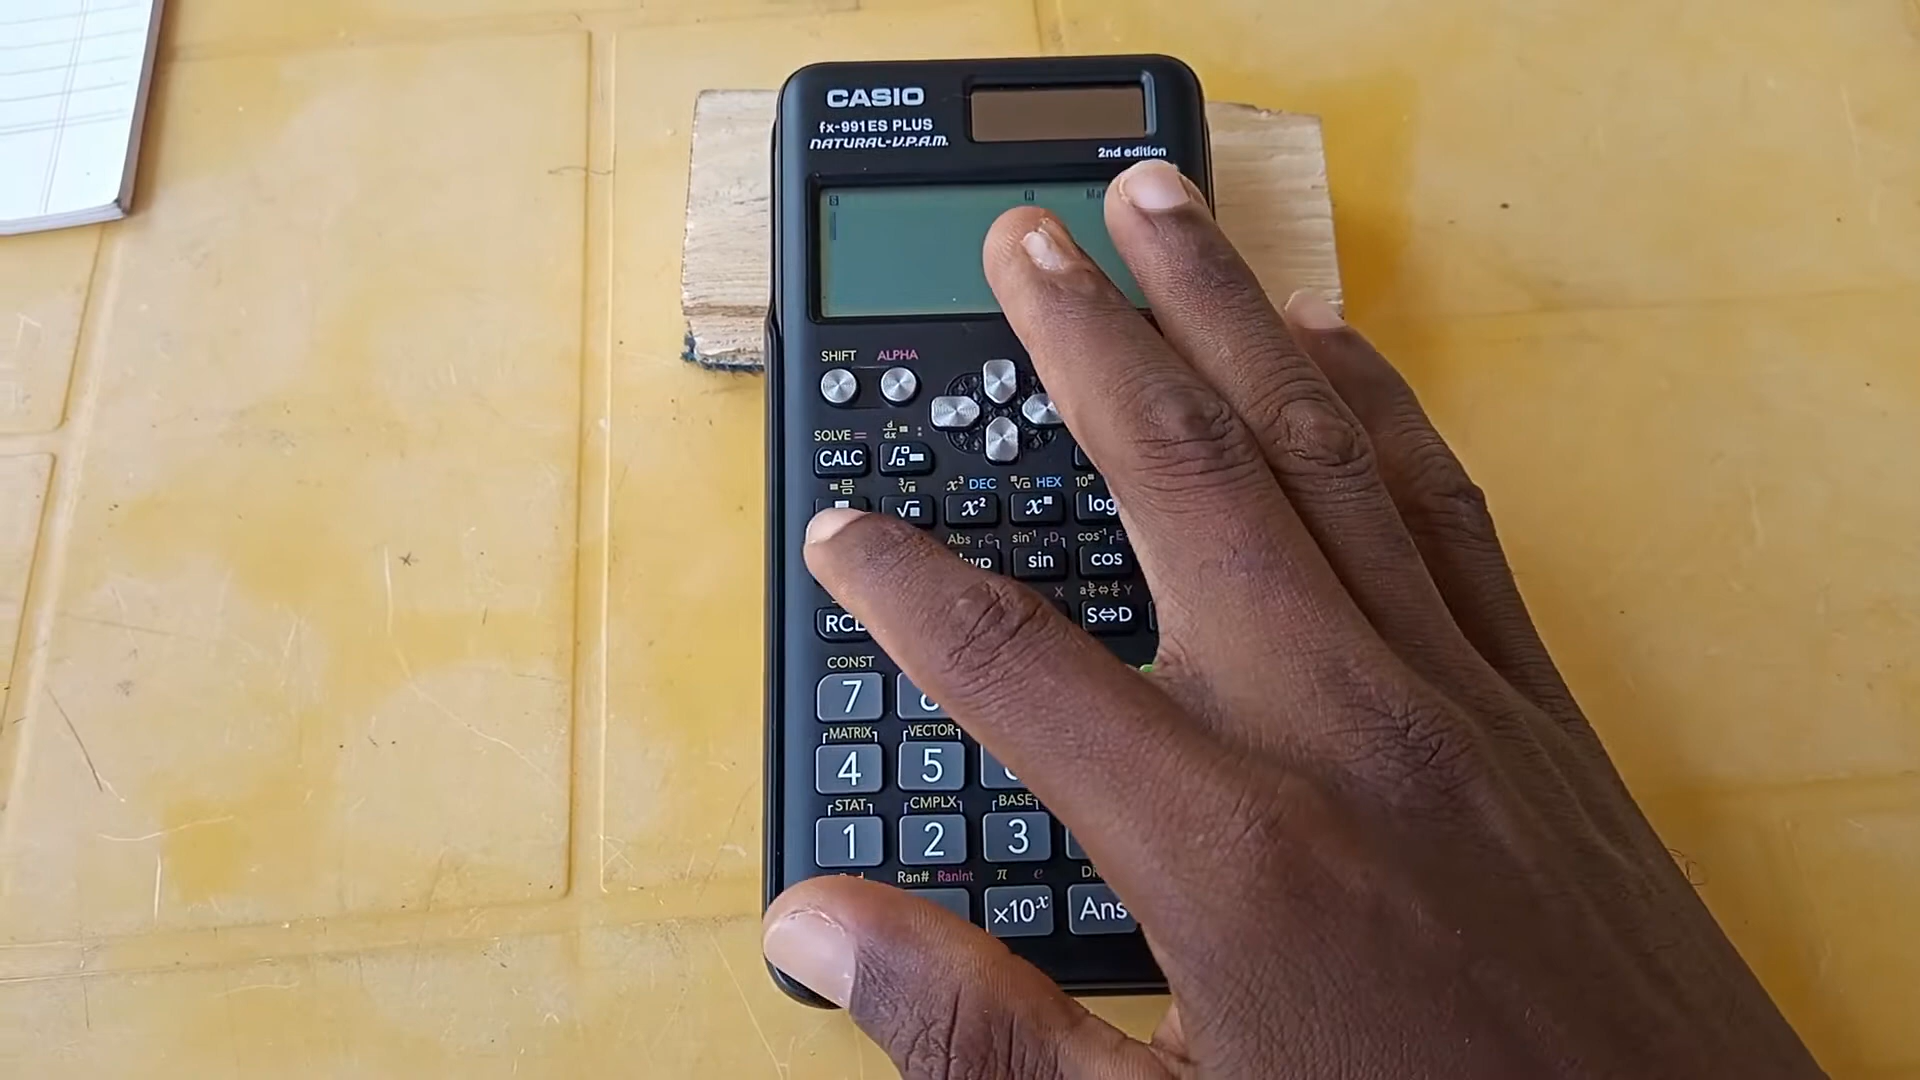 CASIO
fx-991ES PLUS
NATURAL-V.P.A.M.
2nd edition
S R
SHIFT ALPHA
SOLVE = d/dx :
CALC
x³ DEC HEX
√ x² log
Abs C sin⁻¹ D cos⁻¹ E
sin cos
X Y
S⇔D
CONST
7
MATRIX VECTOR
4 5
STAT CMPLX BASE
1 2 3
Ran# RanInt π e
×10ˣ Ans